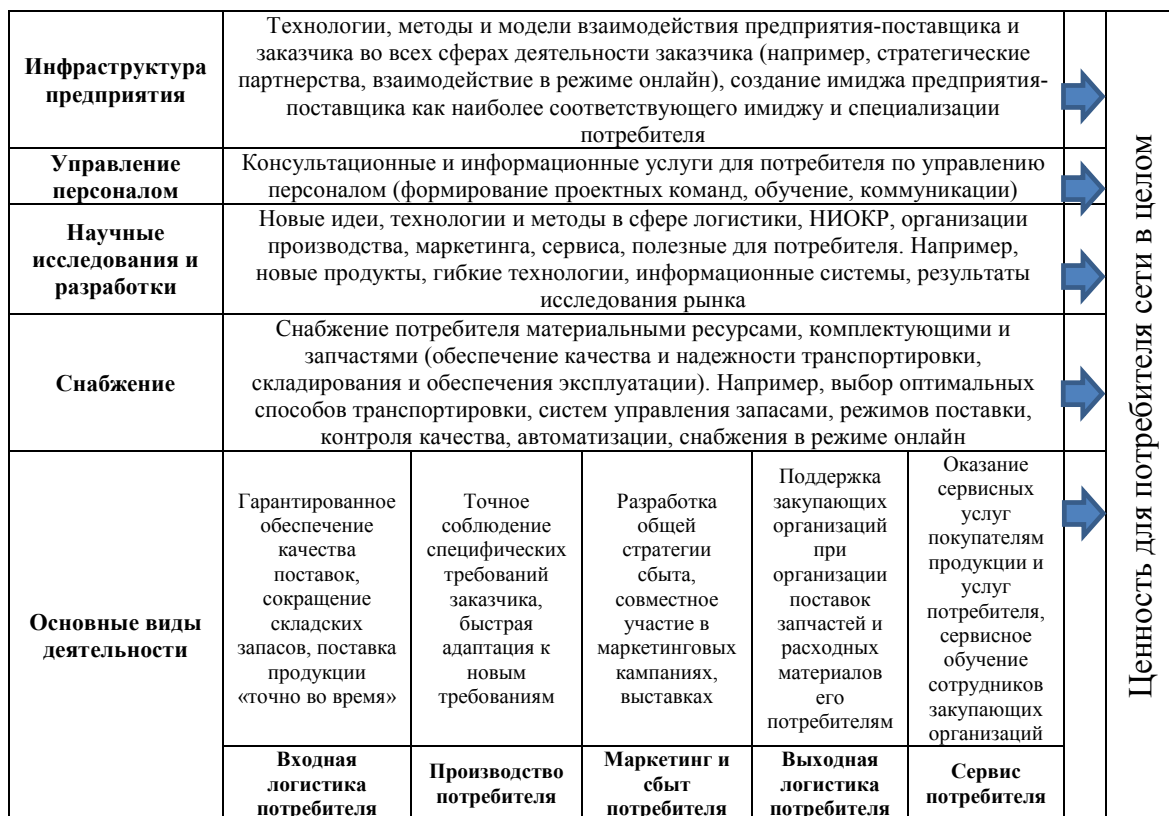 Инфраструктура
предприятия
Технологии, методы и модели взаимодействия предприятия-поставщика и
заказчика во всех сферах деятельности заказчика (например, стратегические
партнерства, взаимодействие в режиме онлайн), создание имиджа предприятия-
поставщика как наиболее соответствующего имиджу и специализации
потребителя
Управление
персоналом
Консультационные и информационные услуги для потребителя по управлению
персоналом (формирование проектных команд, обучение, коммуникации)
Научные
исследования и
разработки
Новые идеи, технологии и методы в сфере логистики, НИОКР, организации
производства, маркетинга, сервиса, полезные для потребителя. Например,
новые продукты, гибкие технологии, информационные системы, результаты
исследования рынка
Снабжение
Снабжение потребителя материальными ресурсами, комплектующими и
запчастями (обеспечение качества и надежности транспортировки,
складирования и обеспечения эксплуатации). Например, выбор оптимальных
способов транспортировки, систем управления запасами, режимов поставки,
контроля качества, автоматизации, снабжения в режиме онлайн
Основные виды
деятельности
Гарантированное
обеспечение
качества
поставок,
сокращение
складских
запасов, поставка
продукции
«точно во время»
Точное
соблюдение
специфических
требований
заказчика,
быстрая
адаптация к
новым
требованиям
Разработка
общей
стратегии
сбыта,
совместное
участие в
маркетинговых
кампаниях,
выставках
Поддержка
закупающих
организаций
при
организации
поставок
запчастей и
расходных
материалов
его
потребителям
Оказание
сервисных
услуг
покупателям
продукции и
услуг
потребителя,
сервисное
обучение
сотрудников
закупающих
организаций
Входная
логистика
потребителя
Производство
потребителя
Маркетинг и
сбыт
потребителя
Выходная
логистика
потребителя
Сервис
потребителя
Ценность для потребителя сети в целом